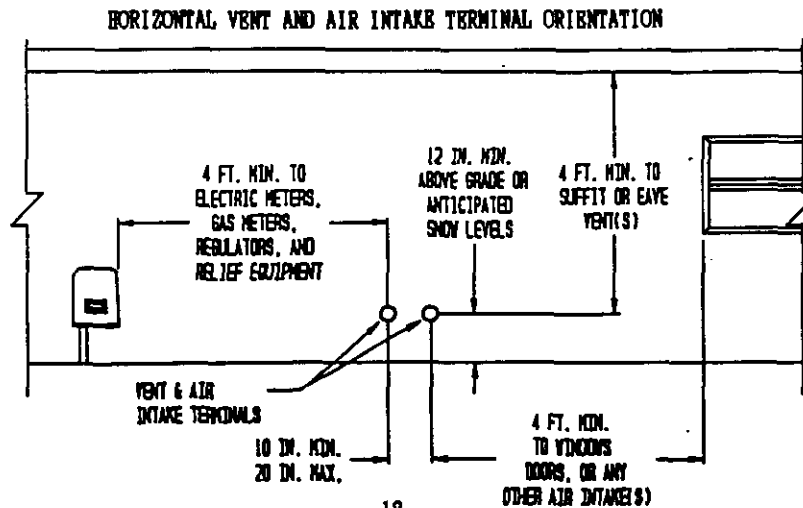 HORIZONTAL VENT AND AIR INTAKE TERMINAL ORIENTATION
4 FT. MIN. TO
ELECTRIC METERS,
GAS METERS,
REGULATORS, AND
RELIEF EQUIPMENT
12 IN. MIN.
ABOVE GRADE OR
ANTICIPATED
SNOW LEVELS
4 FT. MIN. TO
SUFFIT OR EAVE
VENT(S)
VENT & AIR
INTAKE TERMINALS
10 IN. MIN.
20 IN. MAX.
4 FT. MIN.
TO WINDOWS
DOORS, OR ANY
OTHER AIR INTAKE(S)
18